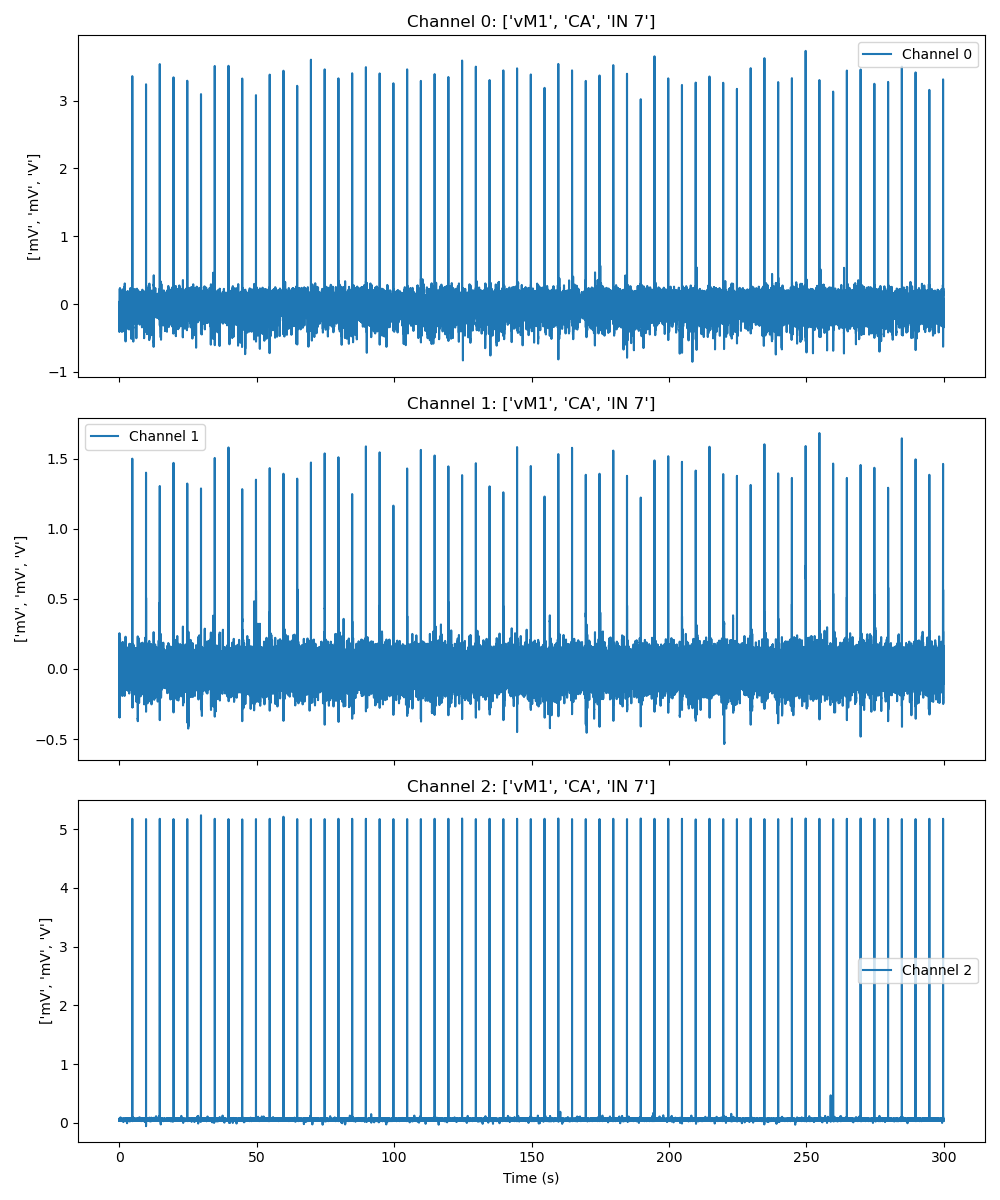 Channel 0: ['vM1', 'CA', 'IN 7']
Channel 0
['mV', 'mV', 'V']
3
2
1
0
−1
Channel 1: ['vM1', 'CA', 'IN 7']
Channel 1
['mV', 'mV', 'V']
1.5
1.0
0.5
0.0
−0.5
Channel 2: ['vM1', 'CA', 'IN 7']
Channel 2
['mV', 'mV', 'V']
5
4
3
2
1
0
0 50 100 150 200 250 300
Time (s)